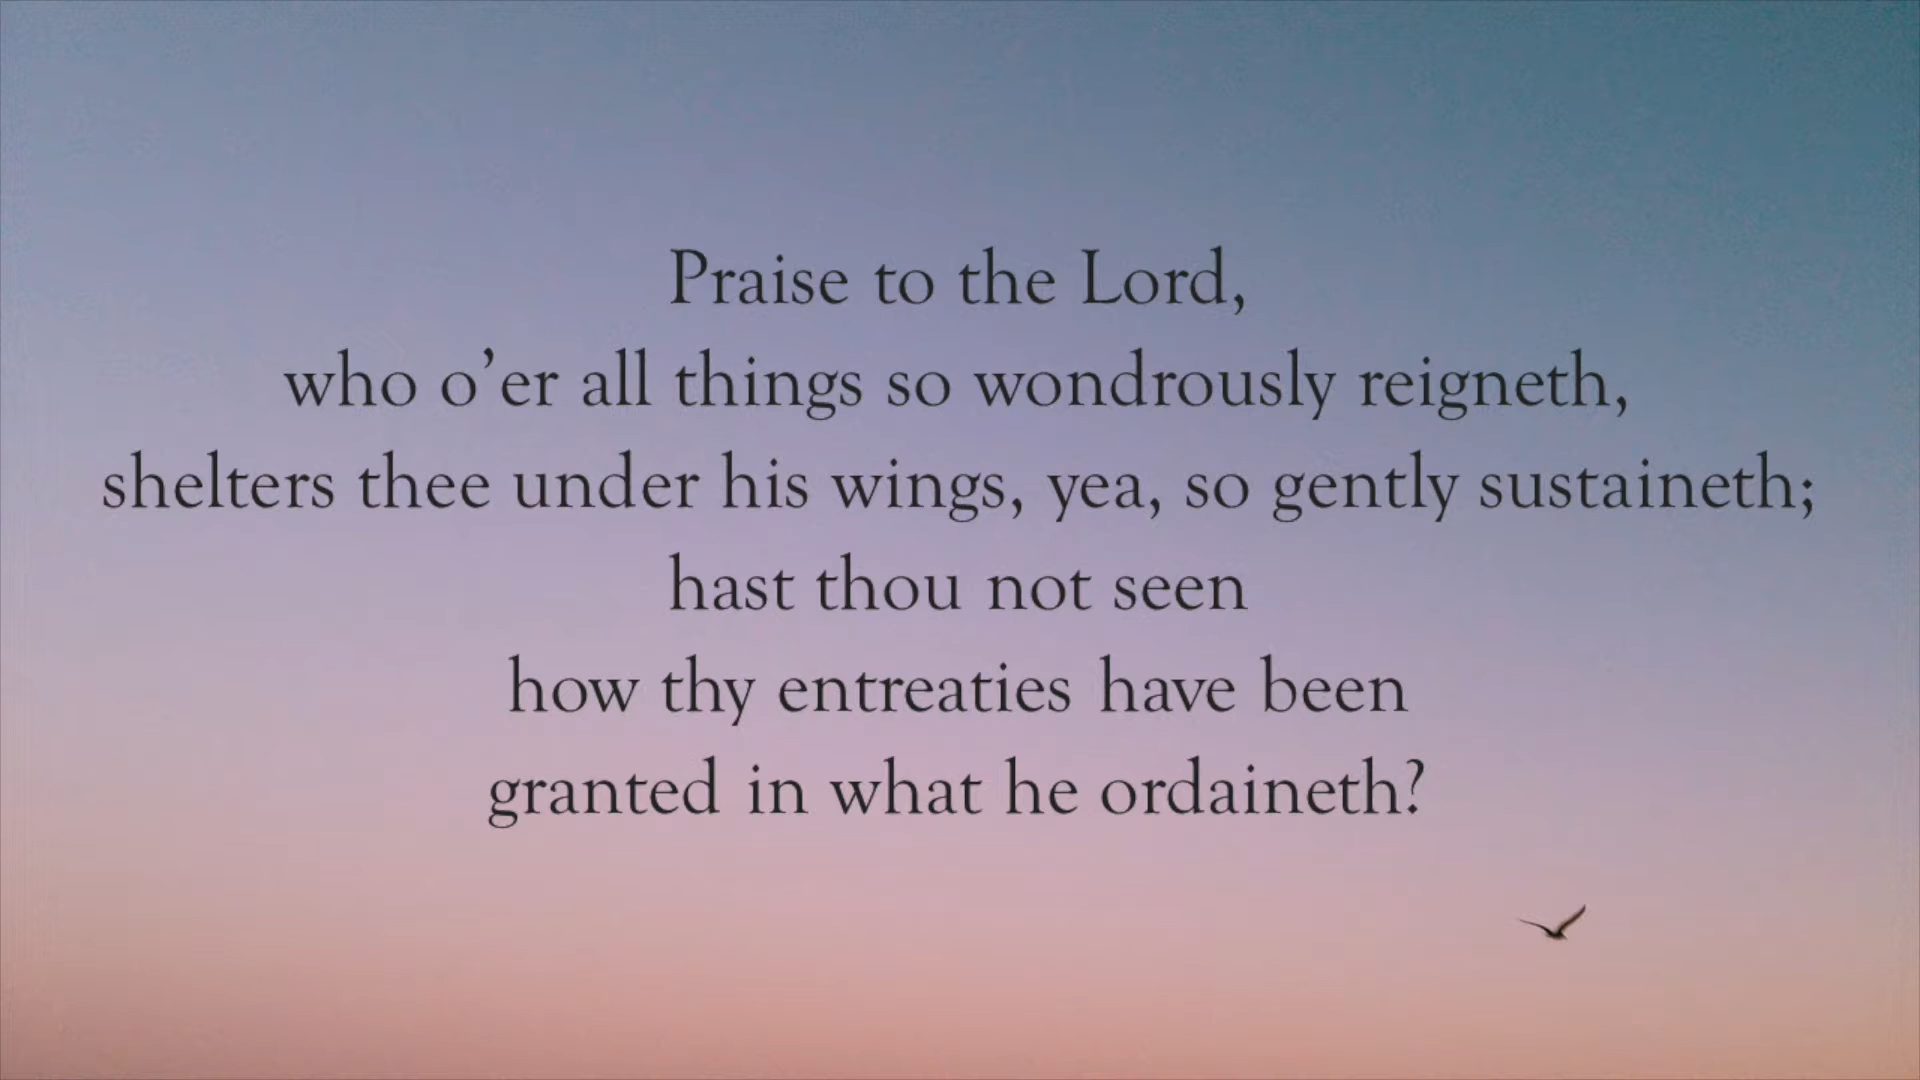 Praise to the Lord,
who o’er all things so wondrously reigneth,
shelters thee under his wings, yea, so gently sustaineth;
hast thou not seen
how thy entreaties have been
granted in what he ordaineth?